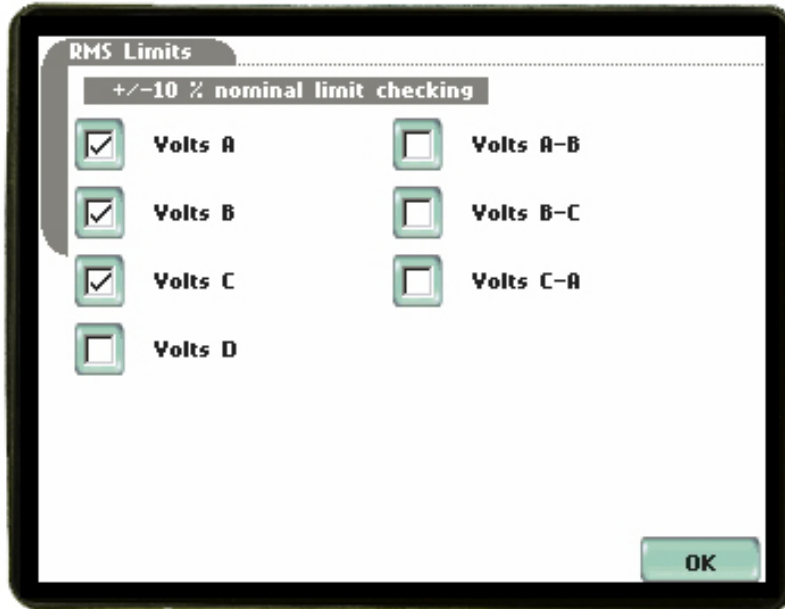 RMS Limits
+/-10 % nominal limit checking
Volts A
Volts A-B
Volts B
Volts B-C
Volts C
Volts C-A
Volts D
OK